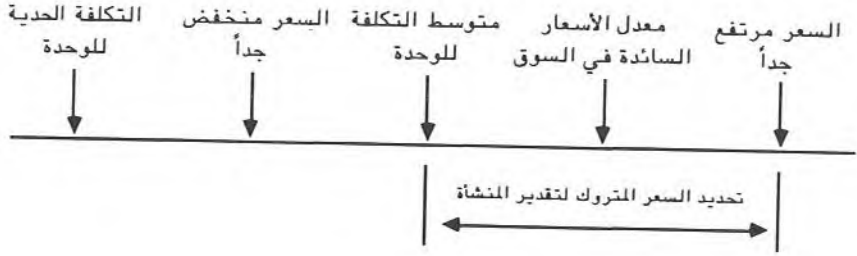 السعر مرتفع
جداً
معدل الأسعار
السائدة في السوق
متوسط التكلفة
للوحدة
السعر منخفض
جداً
التكلفة الحدية
للوحدة
تحديد السعر المتروك لتقدير المنشأة